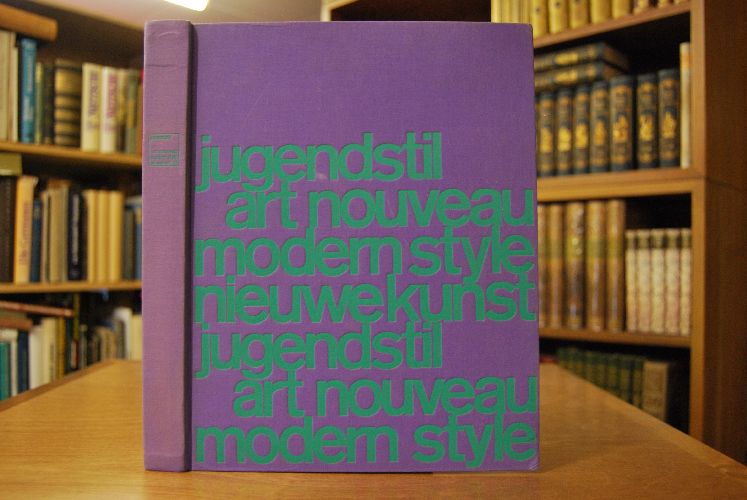 jugendstil
art nouveau
modern style
nieuwe kunst
jugendstil
art nouveau
modern style